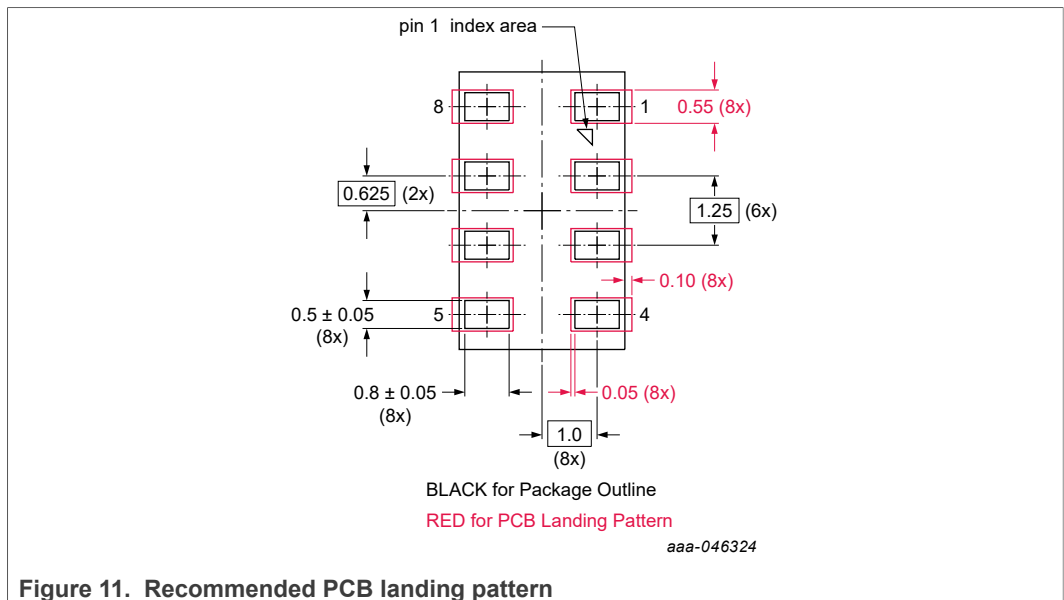 pin 1 index area
8
1
0.55 (8x)
0.625 (2x)
1.25 (6x)
0.10 (8x)
0.5 ± 0.05
(8x)
5
4
0.8 ± 0.05
(8x)
0.05 (8x)
1.0
(8x)
BLACK for Package Outline
RED for PCB Landing Pattern
aaa-046324
Figure 11. Recommended PCB landing pattern